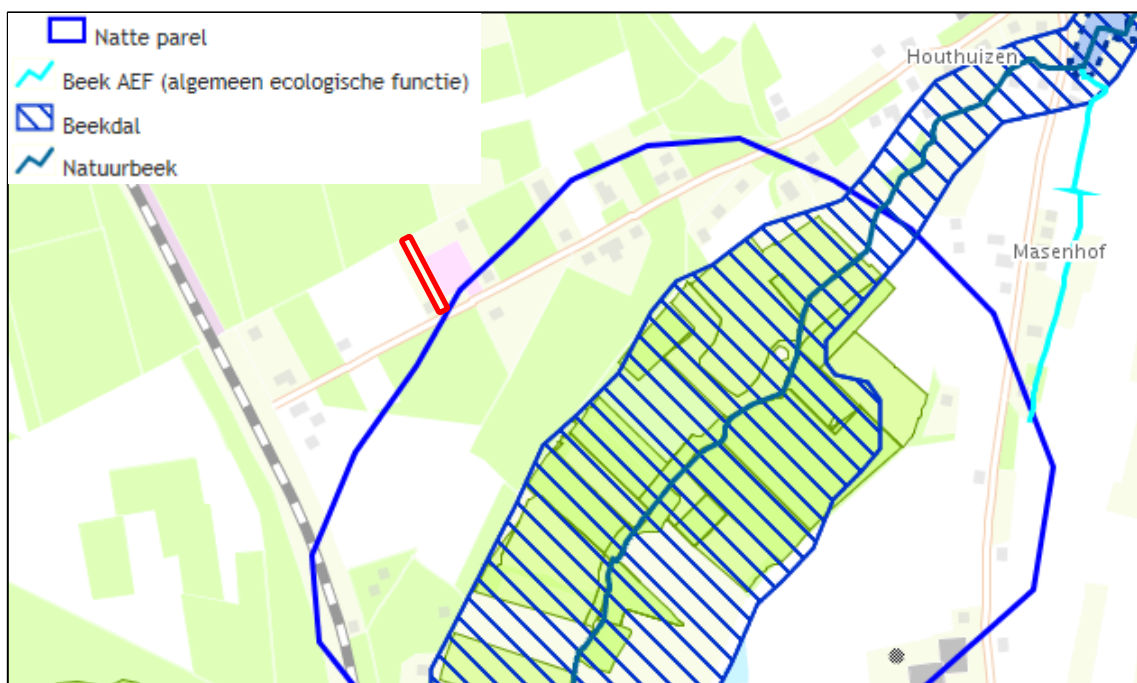 Natte parel
Beek AEF (algemeen ecologische functie)
Beekdal
Natuurbeek
Houthuizen
Masenhof